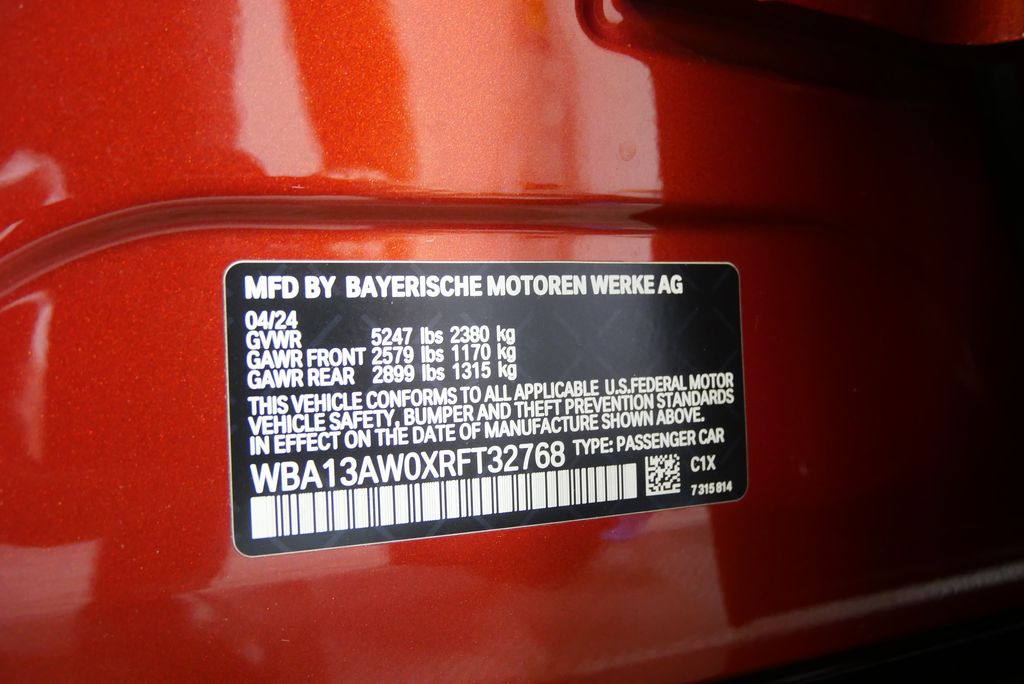 MFD BY BAYERISCHE MOTOREN WERKE AG
04/24
GVWR 5247 lbs 2380 kg
GAWR FRONT 2579 lbs 1170 kg
GAWR REAR 2899 lbs 1315 kg
THIS VEHICLE CONFORMS TO ALL APPLICABLE U.S.FEDERAL MOTOR
VEHICLE SAFETY, BUMPER AND THEFT PREVENTION STANDARDS
IN EFFECT ON THE DATE OF MANUFACTURE SHOWN ABOVE.
WBA13AW0XRFT32768 TYPE: PASSENGER CAR
C1X
7 315 814